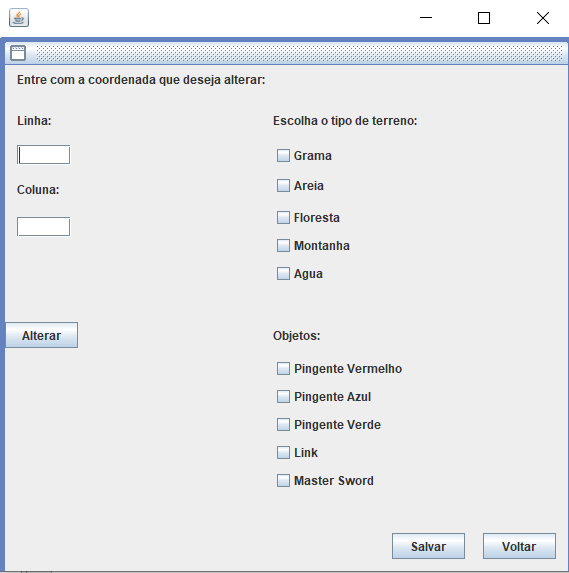 Entre com a coordenada que deseja alterar:
Linha:
Coluna:
Alterar
Escolha o tipo de terreno:
Grama
Areia
Floresta
Montanha
Agua
Objetos:
Pingente Vermelho
Pingente Azul
Pingente Verde
Link
Master Sword
Salvar
Voltar